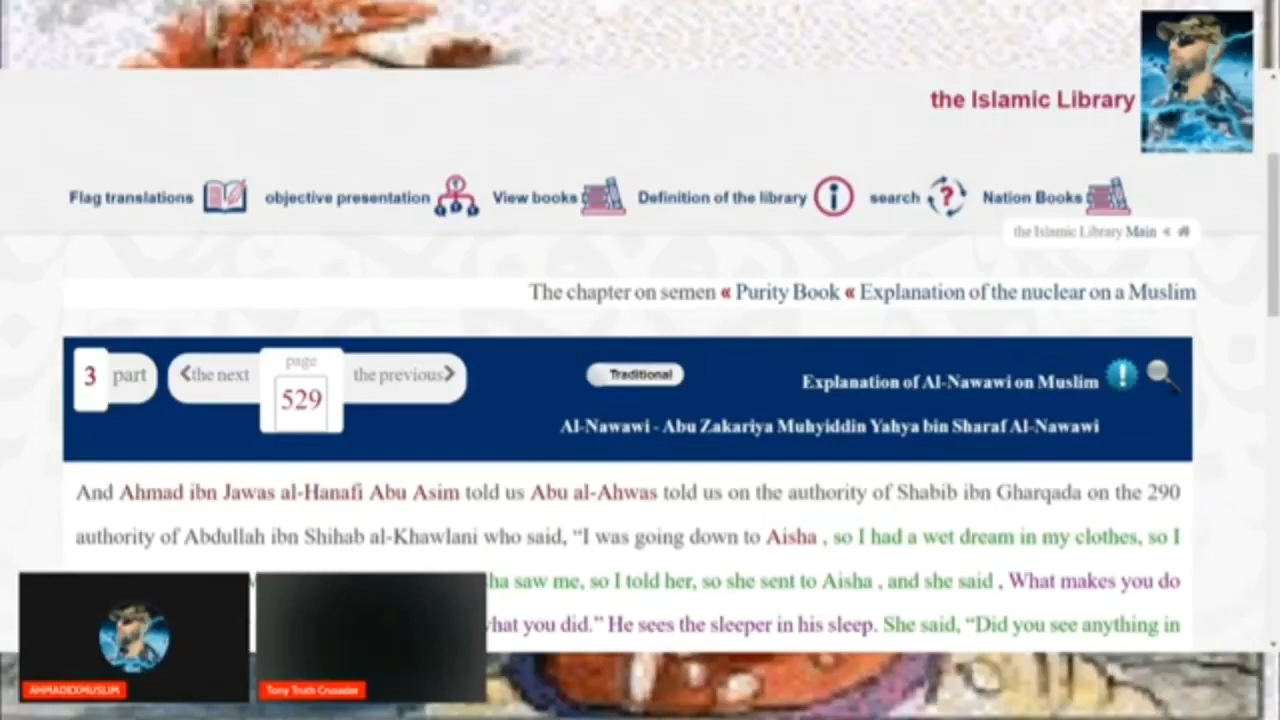 the Islamic Library
Flag translations objective presentation View books Definition of the library search Nation Books
the Islamic Library Main «
The chapter on semen « Purity Book « Explanation of the nuclear on a Muslim
3 part the next page 529 the previous Traditional Explanation of Al-Nawawi on Muslim
Al-Nawawi - Abu Zakariya Muhyiddin Yahya bin Sharaf Al-Nawawi
And Ahmad ibn Jawas al-Hanafi Abu Asim told us Abu al-Ahwas told us on the authority of Shabib ibn Gharqada on the 290
authority of Abdullah ibn Shihab al-Khawlani who said, “I was going down to Aisha , so I had a wet dream in my clothes, so I
saw me, so I told her, so she sent to Aisha , and she said , What makes you do
what you did.” He sees the sleeper in his sleep. She said, “Did you see anything in
AHMADEXMUSLIM
Tony Truth Crusader